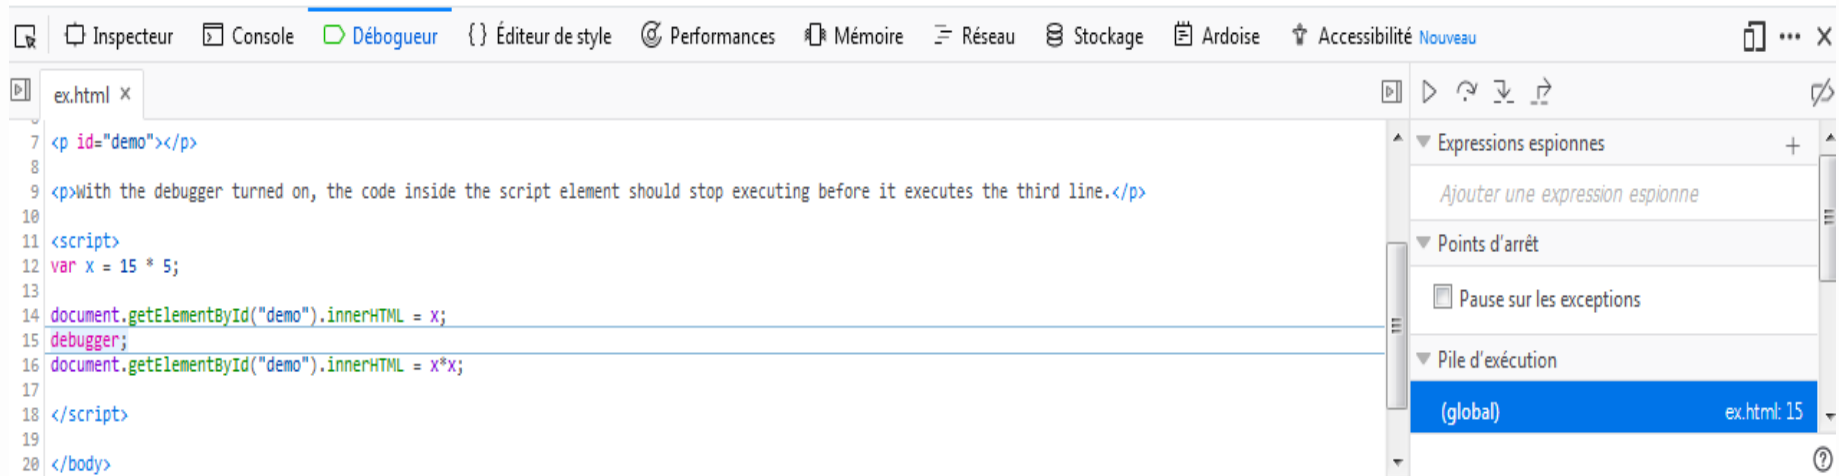 Inspecteur Console Débogueur { } Éditeur de style Performances Mémoire Réseau Stockage Ardoise Accessibilité Nouveau
ex.html ×
7 <p id="demo"></p>
8
9 <p>With the debugger turned on, the code inside the script element should stop executing before it executes the third line.</p>
10
11 <script>
12 var x = 15 * 5;
13
14 document.getElementById("demo").innerHTML = x;
15 debugger;
16 document.getElementById("demo").innerHTML = x*x;
17
18 </script>
19
20 </body>
Expressions espionnes
Ajouter une expression espionne
Points d'arrêt
Pause sur les exceptions
Pile d'exécution
(global) ex.html: 15